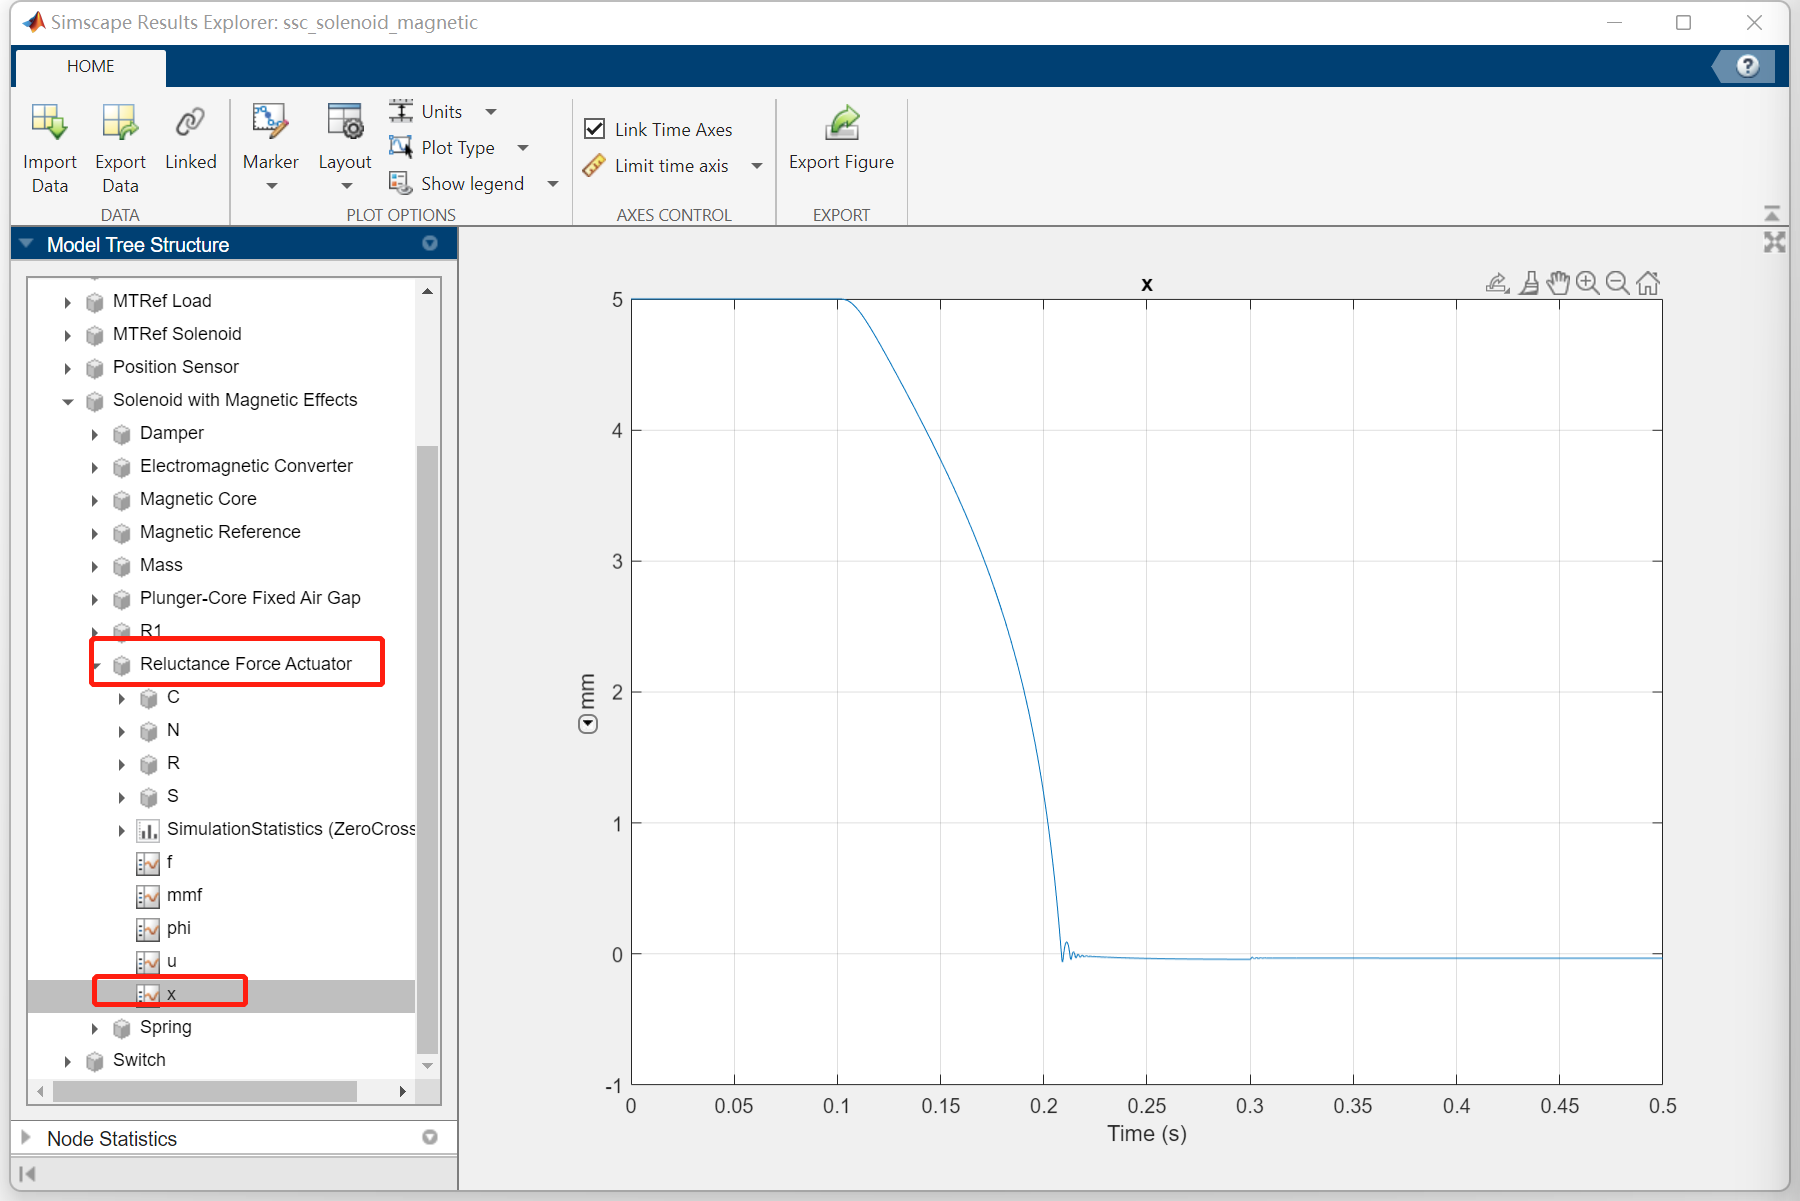 Simscape Results Explorer: ssc_solenoid_magnetic
HOME
?
Import Data
Export Data
Linked
DATA
Marker
Layout
Units
Plot Type
Show legend
PLOT OPTIONS
Link Time Axes
Limit time axis
AXES CONTROL
Export Figure
EXPORT
Model Tree Structure
MTRef Load
MTRef Solenoid
Position Sensor
Solenoid with Magnetic Effects
Damper
Electromagnetic Converter
Magnetic Core
Magnetic Reference
Mass
Plunger-Core Fixed Air Gap
R1
Reluctance Force Actuator
C
N
R
S
SimulationStatistics (ZeroCross
f
mmf
phi
u
x
Spring
Switch
Node Statistics
x
5
4
3
2
1
0
-1
mm
0 0.05 0.1 0.15 0.2 0.25 0.3 0.35 0.4 0.45 0.5
Time (s)